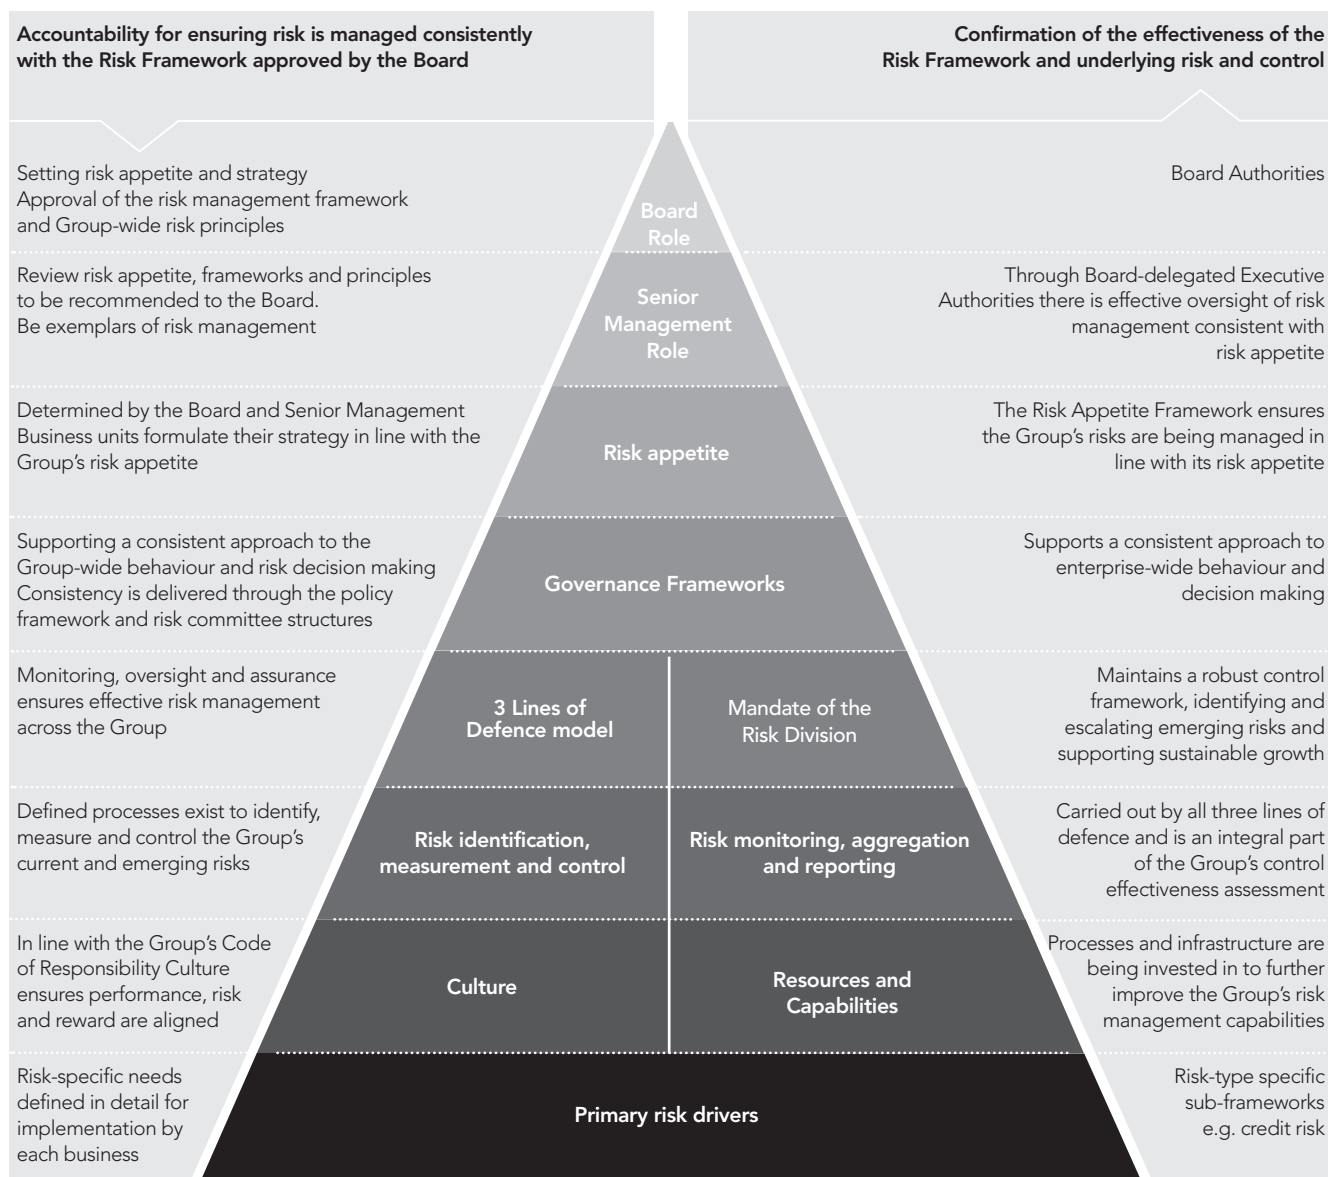 Accountability for ensuring risk is managed consistently
with the Risk Framework approved by the Board
Confirmation of the effectiveness of the
Risk Framework and underlying risk and control
Setting risk appetite and strategy
Approval of the risk management framework
and Group-wide risk principles
Board
Role
Board Authorities
Review risk appetite, frameworks and principles
to be recommended to the Board.
Be exemplars of risk management
Senior
Management
Role
Through Board-delegated Executive
Authorities there is effective oversight of risk
management consistent with
risk appetite
Determined by the Board and Senior Management
Business units formulate their strategy in line with the
Group's risk appetite
Risk appetite
The Risk Appetite Framework ensures
the Group's risks are being managed in
line with its risk appetite
Supporting a consistent approach to the
Group-wide behaviour and risk decision making
Consistency is delivered through the policy
framework and risk committee structures
Governance Frameworks
Supports a consistent approach to
enterprise-wide behaviour and
decision making
Monitoring, oversight and assurance
ensures effective risk management
across the Group
3 Lines of
Defence model
Mandate of the
Risk Division
Maintains a robust control
framework, identifying and
escalating emerging risks and
supporting sustainable growth
Defined processes exist to identify,
measure and control the Group's
current and emerging risks
Risk identification,
measurement and control
Risk monitoring, aggregation
and reporting
Carried out by all three lines of
defence and is an integral part
of the Group's control
effectiveness assessment
In line with the Group's Code
of Responsibility Culture
ensures performance, risk
and reward are aligned
Culture
Resources and
Capabilities
Processes and infrastructure are
being invested in to further
improve the Group's risk
management capabilities
Risk-specific needs
defined in detail for
implementation by
each business
Primary risk drivers
Risk-type specific
sub-frameworks
e.g. credit risk